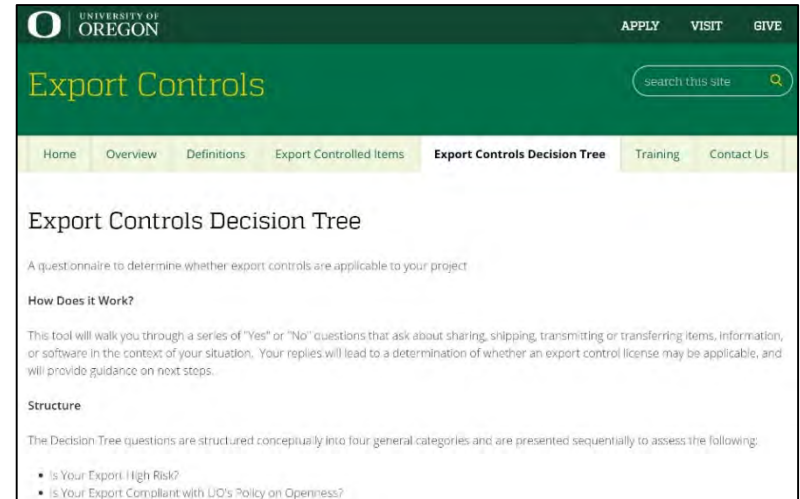 O UNIVERSITY OF OREGON APPLY VISIT GIVE
Export Controls search this site
Home Overview Definitions Export Controlled Items Export Controls Decision Tree Training Contact Us
Export Controls Decision Tree
A questionnaire to determine whether export controls are applicable to your project
How Does it Work?
This tool will walk you through a series of "Yes" or "No" questions that ask about sharing, shipping, transmitting or transferring items, information,
or software in the context of your situation. Your replies will lead to a determination of whether an export control license may be applicable, and
will provide guidance on next steps.
Structure
The Decision Tree questions are structured conceptually into four general categories and are presented sequentially to assess the following:
• Is Your Export High Risk?
• Is Your Export Compliant with UO's Policy on Openness?